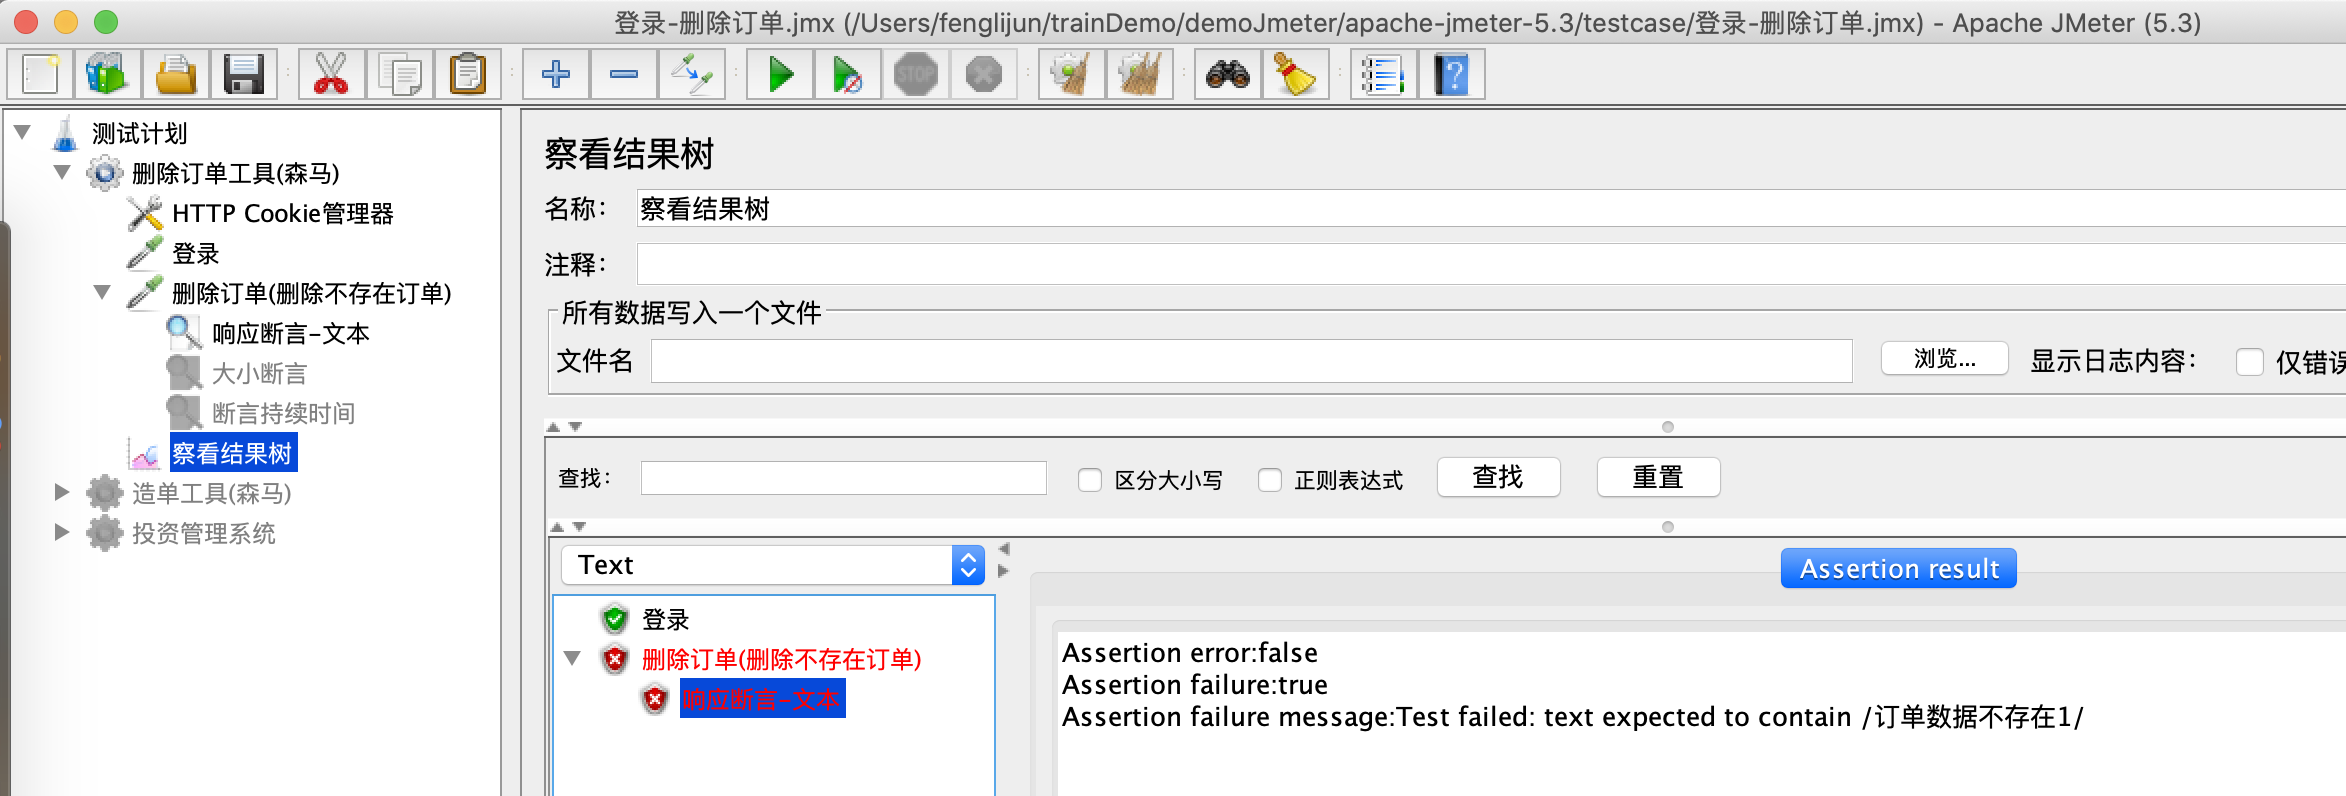 登录-删除订单.jmx (/Users/fenglijun/trainDemo/demoJmeter/apache-jmeter-5.3/testcase/登录-删除订单.jmx) - Apache JMeter (5.3)
STOP
测试计划
删除订单工具(森马)
HTTP Cookie管理器
登录
删除订单(删除不存在订单)
响应断言-文本
大小断言
断言持续时间
察看结果树
造单工具(森马)
投资管理系统
察看结果树
名称：
察看结果树
注释：
所有数据写入一个文件
文件名
浏览...
显示日志内容：
仅错误
查找：
区分大小写
正则表达式
查找
重置
Text
登录
删除订单(删除不存在订单)
响应断言-文本
Assertion result
Assertion error:false
Assertion failure:true
Assertion failure message:Test failed: text expected to contain /订单数据不存在1/